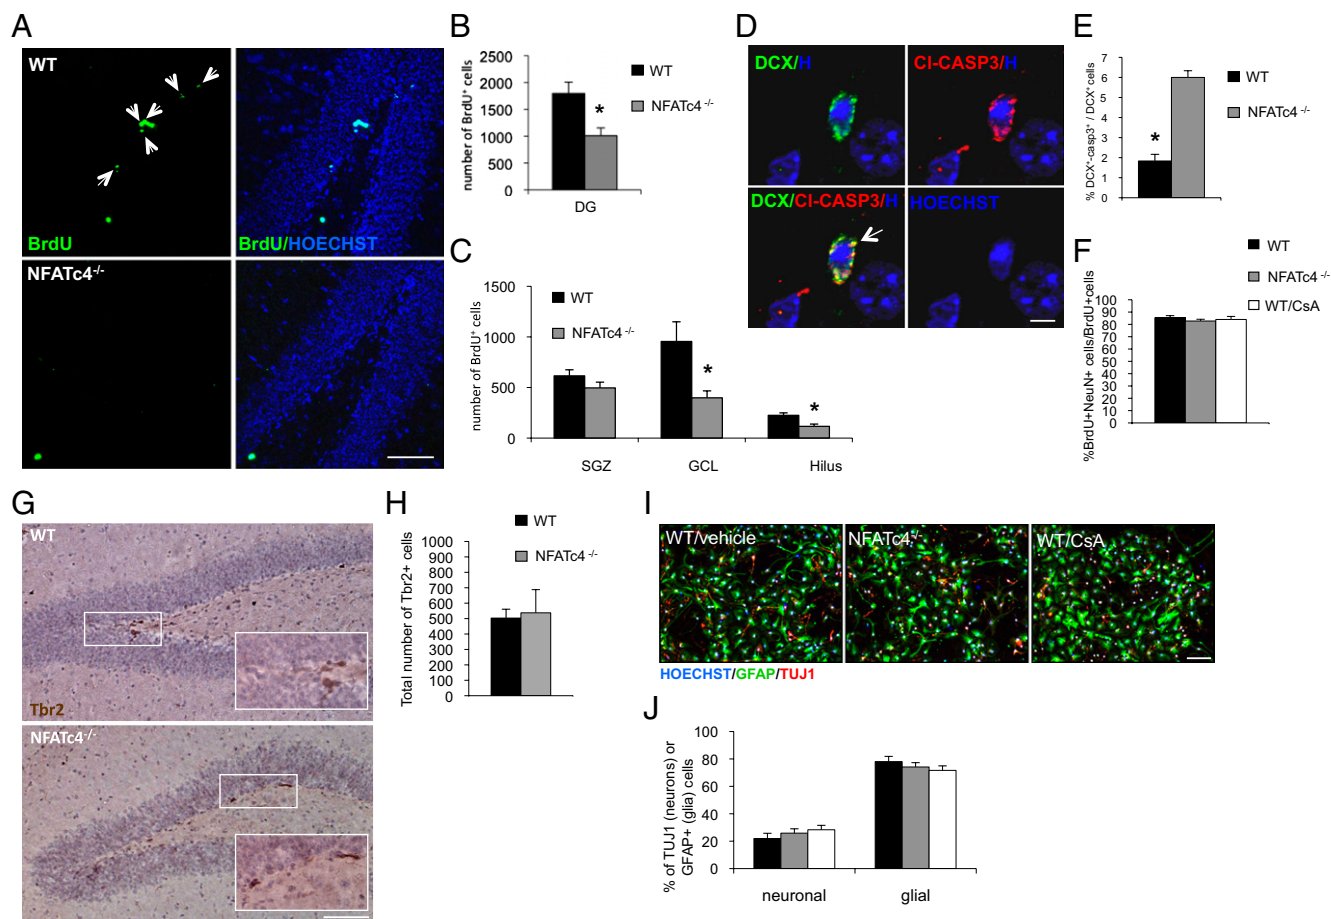 A
WT
BrdU
BrdU/HOECHST
NFATc4-/-
B
number of BrdU+ cells
2500
2000
1500
1000
500
0
*
DG
WT
NFATc4 -/-
C
number of BrdU+ cells
1500
1000
500
0
WT
NFATc4 -/-
*
*
SGZ
GCL
Hilus
D
DCX/H
Cl-CASP3/H
DCX/Cl-CASP3/H
HOECHST
E
% DCX+-casp3+ / DCX+ cells
7
6
5
4
3
2
1
0
*
WT
NFATc4 -/-
F
%BrdU+NeuN+ cells/BrdU+cells
90
80
70
60
50
40
30
20
10
0
WT
NFATc4 -/-
WT/CsA
G
WT
Tbr2
NFATc4-/-
H
Total number of Tbr2+ cells
1000
900
800
700
600
500
400
300
200
100
0
WT
NFATc4 -/-
I
WT/vehicle
NFATc4-/-
WT/CsA
HOECHST/GFAP/TUJ1
J
% of TUJ1 (neurons) or
GFAP+ (glia) cells
100
80
60
40
20
0
neuronal
glial